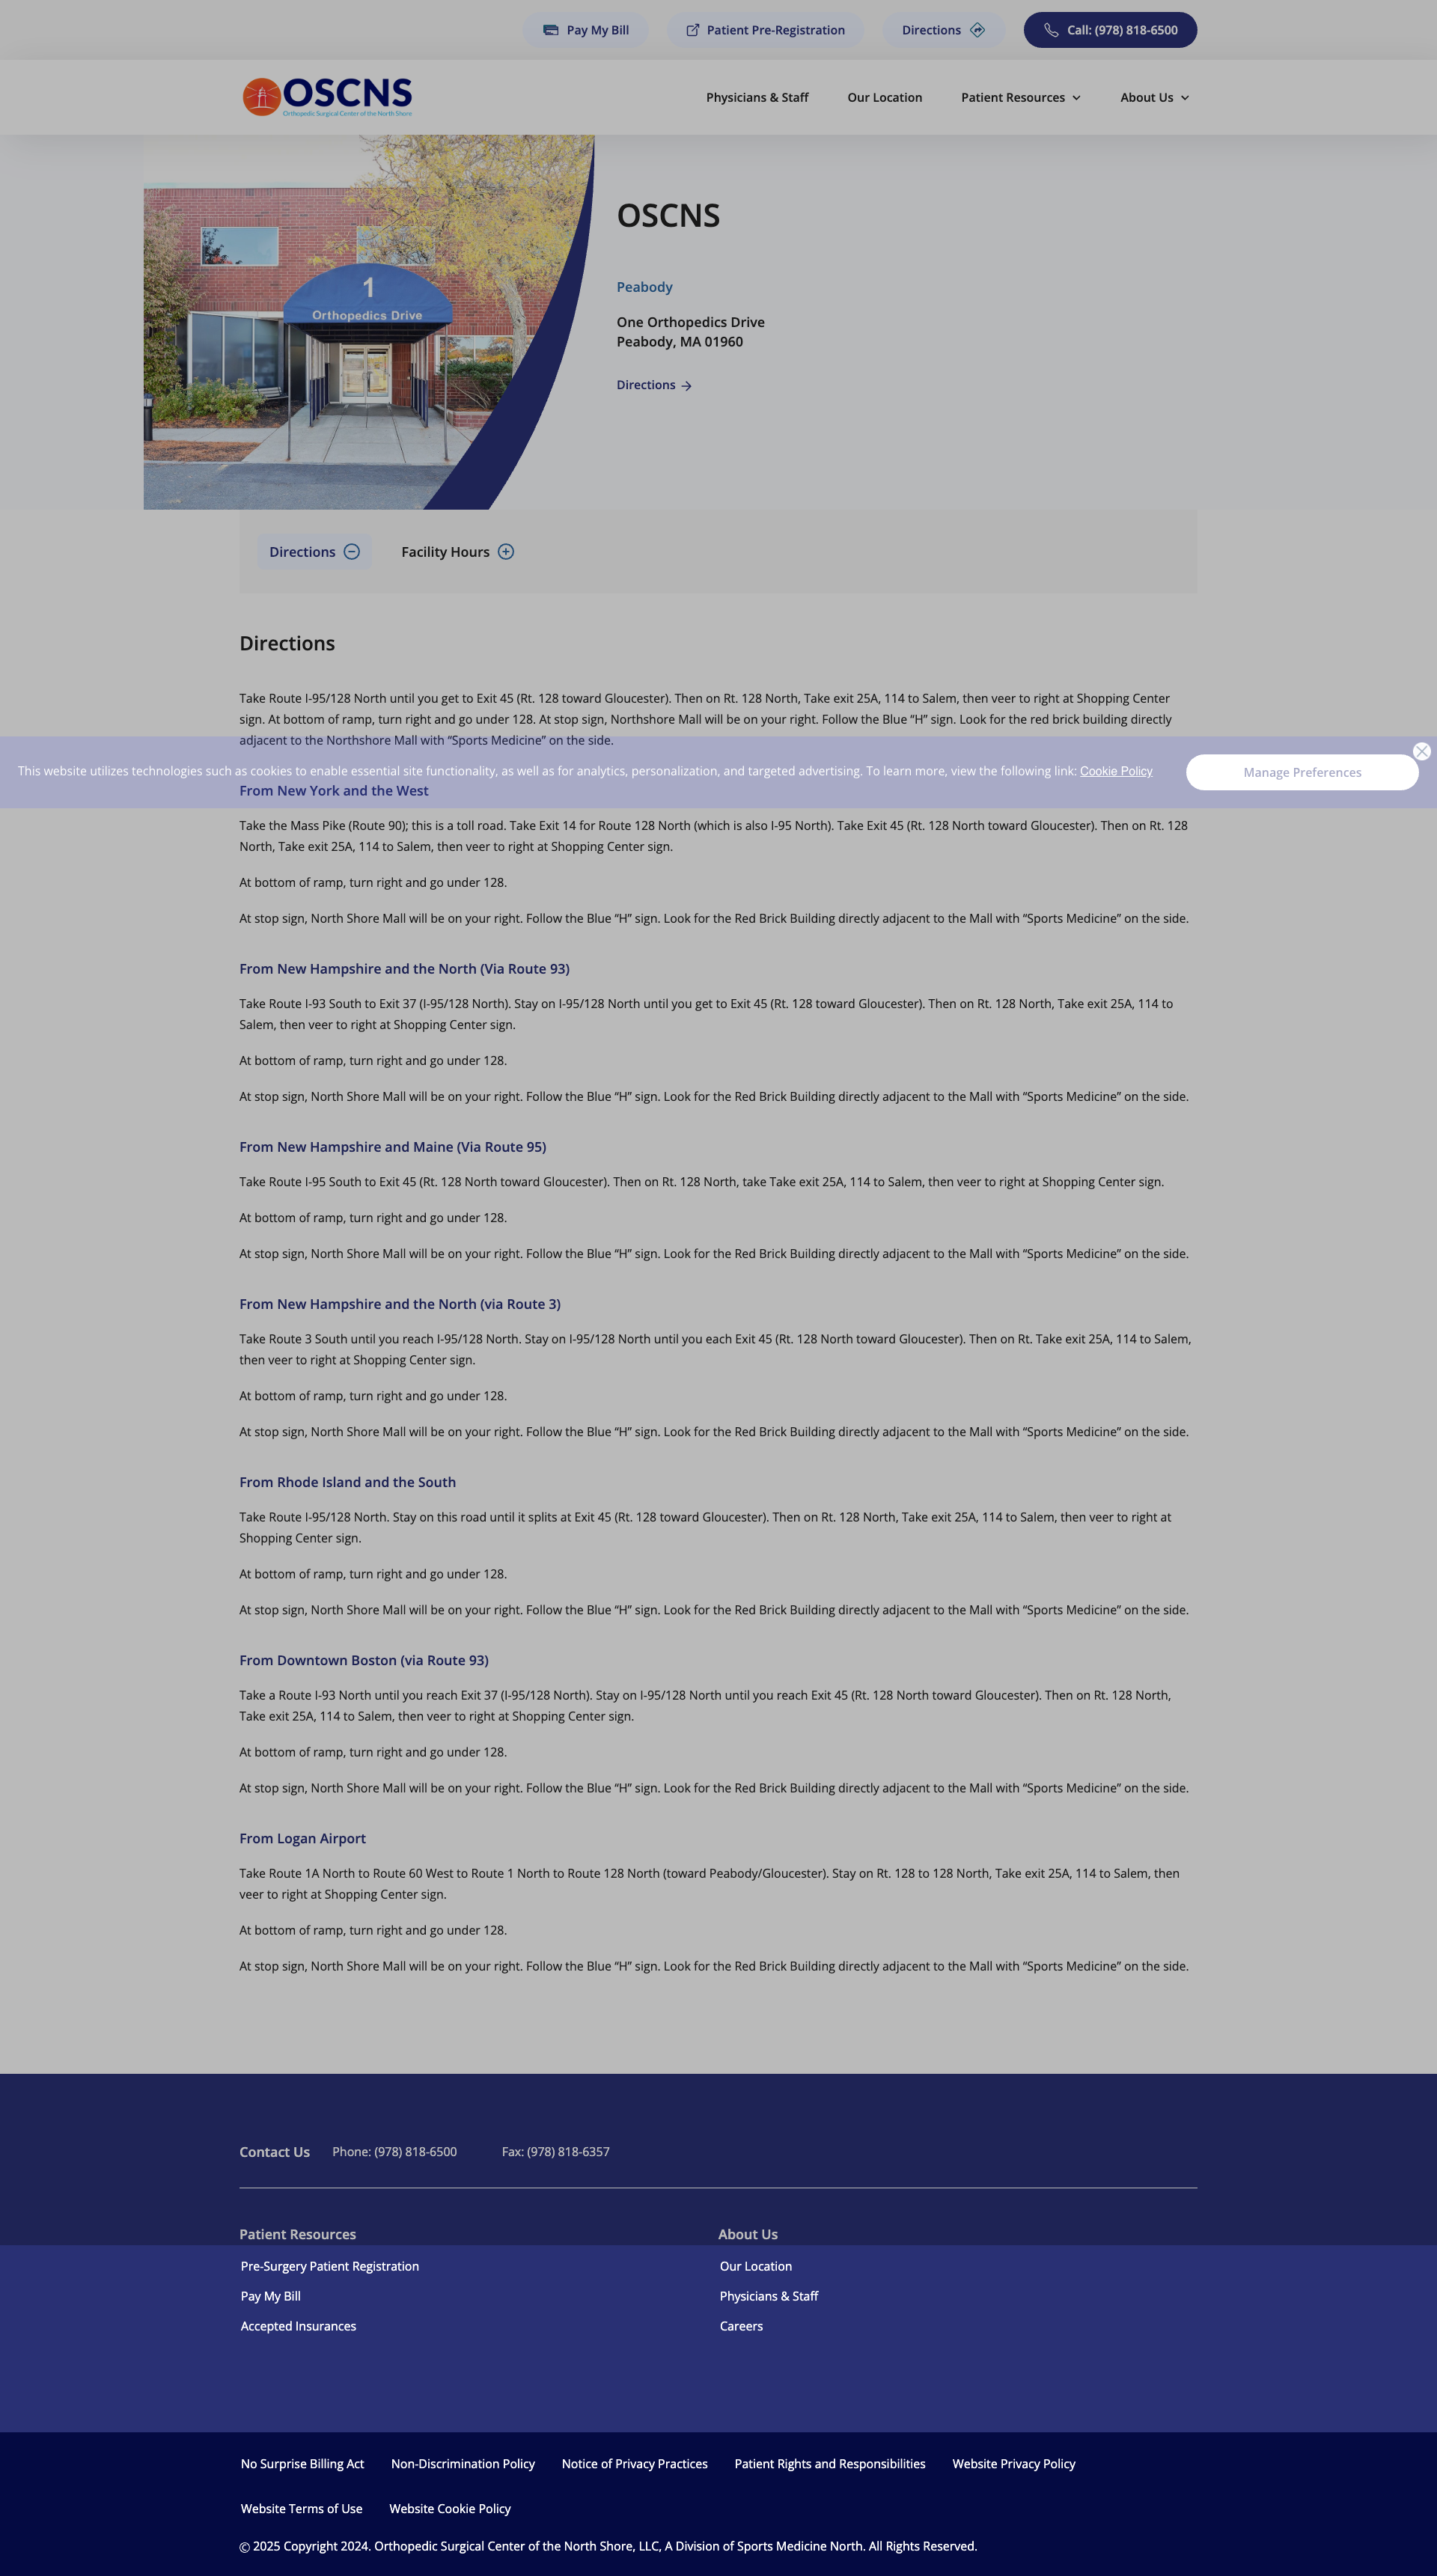 Pay My Bill
Patient Pre-Registration
Directions
Call: (978) 818-6500
OSCNS
Orthopedic Surgical Center of the North Shore
Physicians & Staff
Our Location
Patient Resources
About Us
1
Orthopedics Drive
OSCNS
Peabody
One Orthopedics Drive
Peabody, MA 01960
Directions
Directions
Facility Hours
Directions
Take Route I-95/128 North until you get to Exit 45 (Rt. 128 toward Gloucester). Then on Rt. 128 North, Take exit 25A, 114 to Salem, then veer to right at Shopping Center
sign. At bottom of ramp, turn right and go under 128. At stop sign, Northshore Mall will be on your right. Follow the Blue “H” sign. Look for the red brick building directly
adjacent to the Northshore Mall with “Sports Medicine” on the side.
This website utilizes technologies such as cookies to enable essential site functionality, as well as for analytics, personalization, and targeted advertising. To learn more, view the following link: Cookie Policy
Manage Preferences
From New York and the West
Take the Mass Pike (Route 90); this is a toll road. Take Exit 14 for Route 128 North (which is also I-95 North). Take Exit 45 (Rt. 128 North toward Gloucester). Then on Rt. 128
North, Take exit 25A, 114 to Salem, then veer to right at Shopping Center sign.
At bottom of ramp, turn right and go under 128.
At stop sign, North Shore Mall will be on your right. Follow the Blue “H” sign. Look for the Red Brick Building directly adjacent to the Mall with “Sports Medicine” on the side.
From New Hampshire and the North (Via Route 93)
Take Route I-93 South to Exit 37 (I-95/128 North). Stay on I-95/128 North until you get to Exit 45 (Rt. 128 toward Gloucester). Then on Rt. 128 North, Take exit 25A, 114 to
Salem, then veer to right at Shopping Center sign.
At bottom of ramp, turn right and go under 128.
At stop sign, North Shore Mall will be on your right. Follow the Blue “H” sign. Look for the Red Brick Building directly adjacent to the Mall with “Sports Medicine” on the side.
From New Hampshire and Maine (Via Route 95)
Take Route I-95 South to Exit 45 (Rt. 128 North toward Gloucester). Then on Rt. 128 North, take Take exit 25A, 114 to Salem, then veer to right at Shopping Center sign.
At bottom of ramp, turn right and go under 128.
At stop sign, North Shore Mall will be on your right. Follow the Blue “H” sign. Look for the Red Brick Building directly adjacent to the Mall with “Sports Medicine” on the side.
From New Hampshire and the North (via Route 3)
Take Route 3 South until you reach I-95/128 North. Stay on I-95/128 North until you each Exit 45 (Rt. 128 North toward Gloucester). Then on Rt. Take exit 25A, 114 to Salem,
then veer to right at Shopping Center sign.
At bottom of ramp, turn right and go under 128.
At stop sign, North Shore Mall will be on your right. Follow the Blue “H” sign. Look for the Red Brick Building directly adjacent to the Mall with “Sports Medicine” on the side.
From Rhode Island and the South
Take Route I-95/128 North. Stay on this road until it splits at Exit 45 (Rt. 128 toward Gloucester). Then on Rt. 128 North, Take exit 25A, 114 to Salem, then veer to right at
Shopping Center sign.
At bottom of ramp, turn right and go under 128.
At stop sign, North Shore Mall will be on your right. Follow the Blue “H” sign. Look for the Red Brick Building directly adjacent to the Mall with “Sports Medicine” on the side.
From Downtown Boston (via Route 93)
Take a Route I-93 North until you reach Exit 37 (I-95/128 North). Stay on I-95/128 North until you reach Exit 45 (Rt. 128 North toward Gloucester). Then on Rt. 128 North,
Take exit 25A, 114 to Salem, then veer to right at Shopping Center sign.
At bottom of ramp, turn right and go under 128.
At stop sign, North Shore Mall will be on your right. Follow the Blue “H” sign. Look for the Red Brick Building directly adjacent to the Mall with “Sports Medicine” on the side.
From Logan Airport
Take Route 1A North to Route 60 West to Route 1 North to Route 128 North (toward Peabody/Gloucester). Stay on Rt. 128 to 128 North, Take exit 25A, 114 to Salem, then
veer to right at Shopping Center sign.
At bottom of ramp, turn right and go under 128.
At stop sign, North Shore Mall will be on your right. Follow the Blue “H” sign. Look for the Red Brick Building directly adjacent to the Mall with “Sports Medicine” on the side.
Contact Us
Phone: (978) 818-6500
Fax: (978) 818-6357
Patient Resources
Pre-Surgery Patient Registration
Pay My Bill
Accepted Insurances
About Us
Our Location
Physicians & Staff
Careers
No Surprise Billing Act
Non-Discrimination Policy
Notice of Privacy Practices
Patient Rights and Responsibilities
Website Privacy Policy
Website Terms of Use
Website Cookie Policy
© 2025 Copyright 2024. Orthopedic Surgical Center of the North Shore, LLC, A Division of Sports Medicine North. All Rights Reserved.